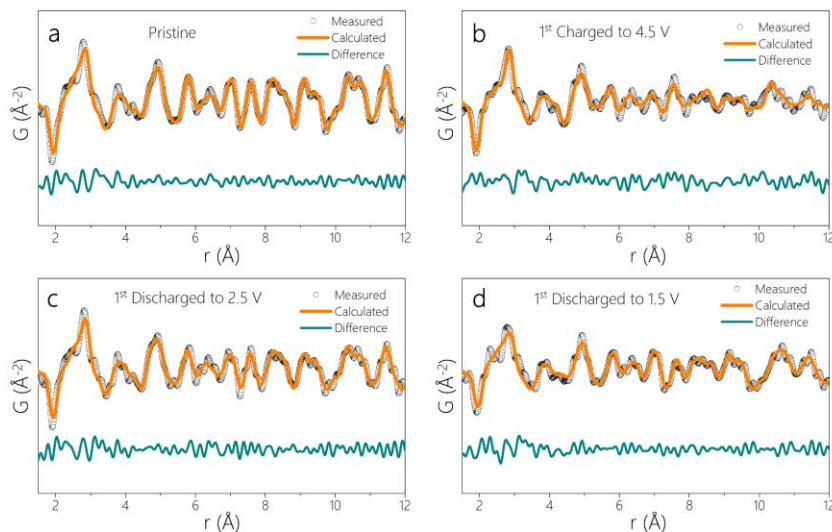 a
Pristine
Measured
Calculated
Difference
G (Å-2)
2 4 6 8 10 12
r (Å)
b
1st Charged to 4.5 V
Measured
Calculated
Difference
G (Å-2)
2 4 6 8 10 12
r (Å)
c
1st Discharged to 2.5 V
Measured
Calculated
Difference
G (Å-2)
2 4 6 8 10 12
r (Å)
d
1st Discharged to 1.5 V
Measured
Calculated
Difference
G (Å-2)
2 4 6 8 10 12
r (Å)